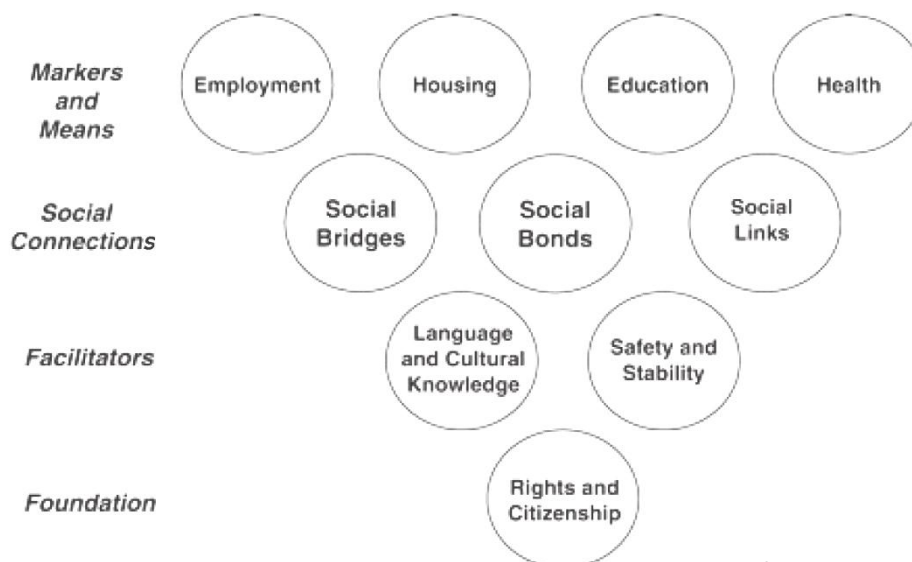 Markers
and
Means
Employment
Housing
Education
Health
Social
Connections
Social
Bridges
Social
Bonds
Social
Links
Facilitators
Language
and Cultural
Knowledge
Safety and
Stability
Foundation
Rights and
Citizenship